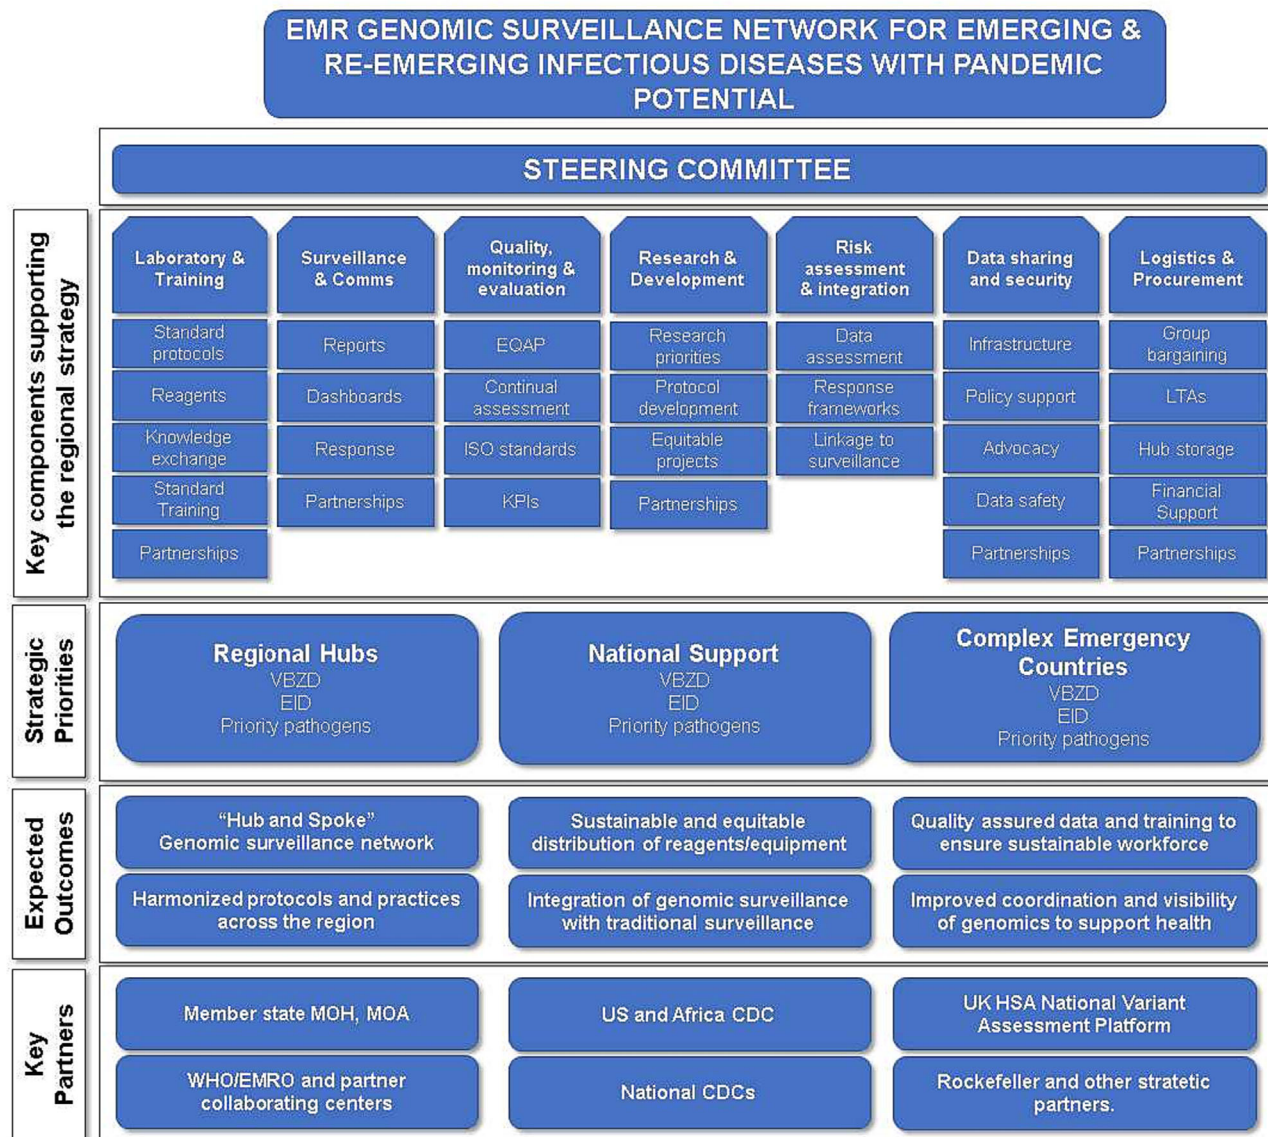 EMR GENOMIC SURVEILLANCE NETWORK FOR EMERGING &
RE-EMERGING INFECTIOUS DISEASES WITH PANDEMIC
POTENTIAL
STEERING COMMITTEE
Key components supporting
the regional strategy
Laboratory &
Training
Standard
protocols
Reagents
Knowledge
exchange
Standard
Training
Partnerships
Surveillance
& Comms
Reports
Dashboards
Response
Partnerships
Quality,
monitoring &
evaluation
EQAP
Continual
assessment
ISO standards
KPIs
Research &
Development
Research
priorities
Protocol
development
Equitable
projects
Partnerships
Risk
assessment
& integration
Data
assessment
Response
frameworks
Linkage to
surveillance
Data sharing
and security
Infrastructure
Policy support
Advocacy
Data safety
Partnerships
Logistics &
Procurement
Group
bargaining
LTAs
Hub storage
Financial
Support
Partnerships
Strategic
Priorities
Regional Hubs
VBZD
EID
Priority pathogens
National Support
VBZD
EID
Priority pathogens
Complex Emergency
Countries
VBZD
EID
Priority pathogens
Expected
Outcomes
“Hub and Spoke”
Genomic surveillance network
Sustainable and equitable
distribution of reagents/equipment
Quality assured data and training to
ensure sustainable workforce
Harmonized protocols and practices
across the region
Integration of genomic surveillance
with traditional surveillance
Improved coordination and visibility
of genomics to support health
Key
Partners
Member state MOH, MOA
US and Africa CDC
UK HSA National Variant
Assessment Platform
WHO/EMRO and partner
collaborating centers
National CDCs
Rockefeller and other stratetic
partners.